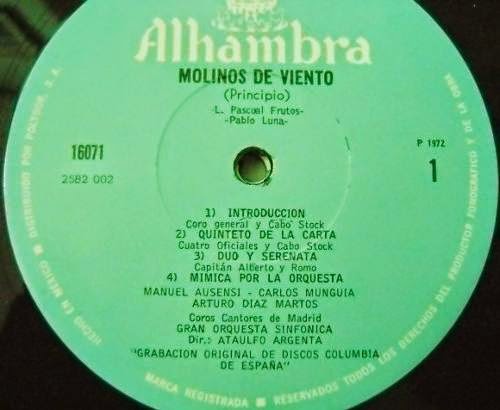 Alhambra
MOLINOS DE VIENTO
(Principio)
-L. Pascual Frutos-
-Pablo Luna-
16071
2582 002
P 1972
1
1) INTRODUCCION
Coro general y Cabo Stock
2) QUINTETO DE LA CARTA
Cuatro Oficiales y Cabo Stock
3) DUO Y SERENATA
Capitán Alberto y Romo
4) MIMICA POR LA ORQUESTA
MANUEL AUSENSI - CARLOS MUNGUIA
ARTURO DIAZ MARTOS
Coros Cantores de Madrid
GRAN ORQUESTA SINFONICA
Dir.: ATAULFO ARGENTA
"GRABACION ORIGINAL DE DISCOS COLUMBIA
DE ESPAÑA"
HECHO EN MEXICO ■ DISTRIBUIDO POR POLYDOR, S.A.
MARCA REGISTRADA ■ RESERVADOS TODOS LOS DERECHOS DEL PRODUCTOR FONOGRAFICO Y DE LA OBRA